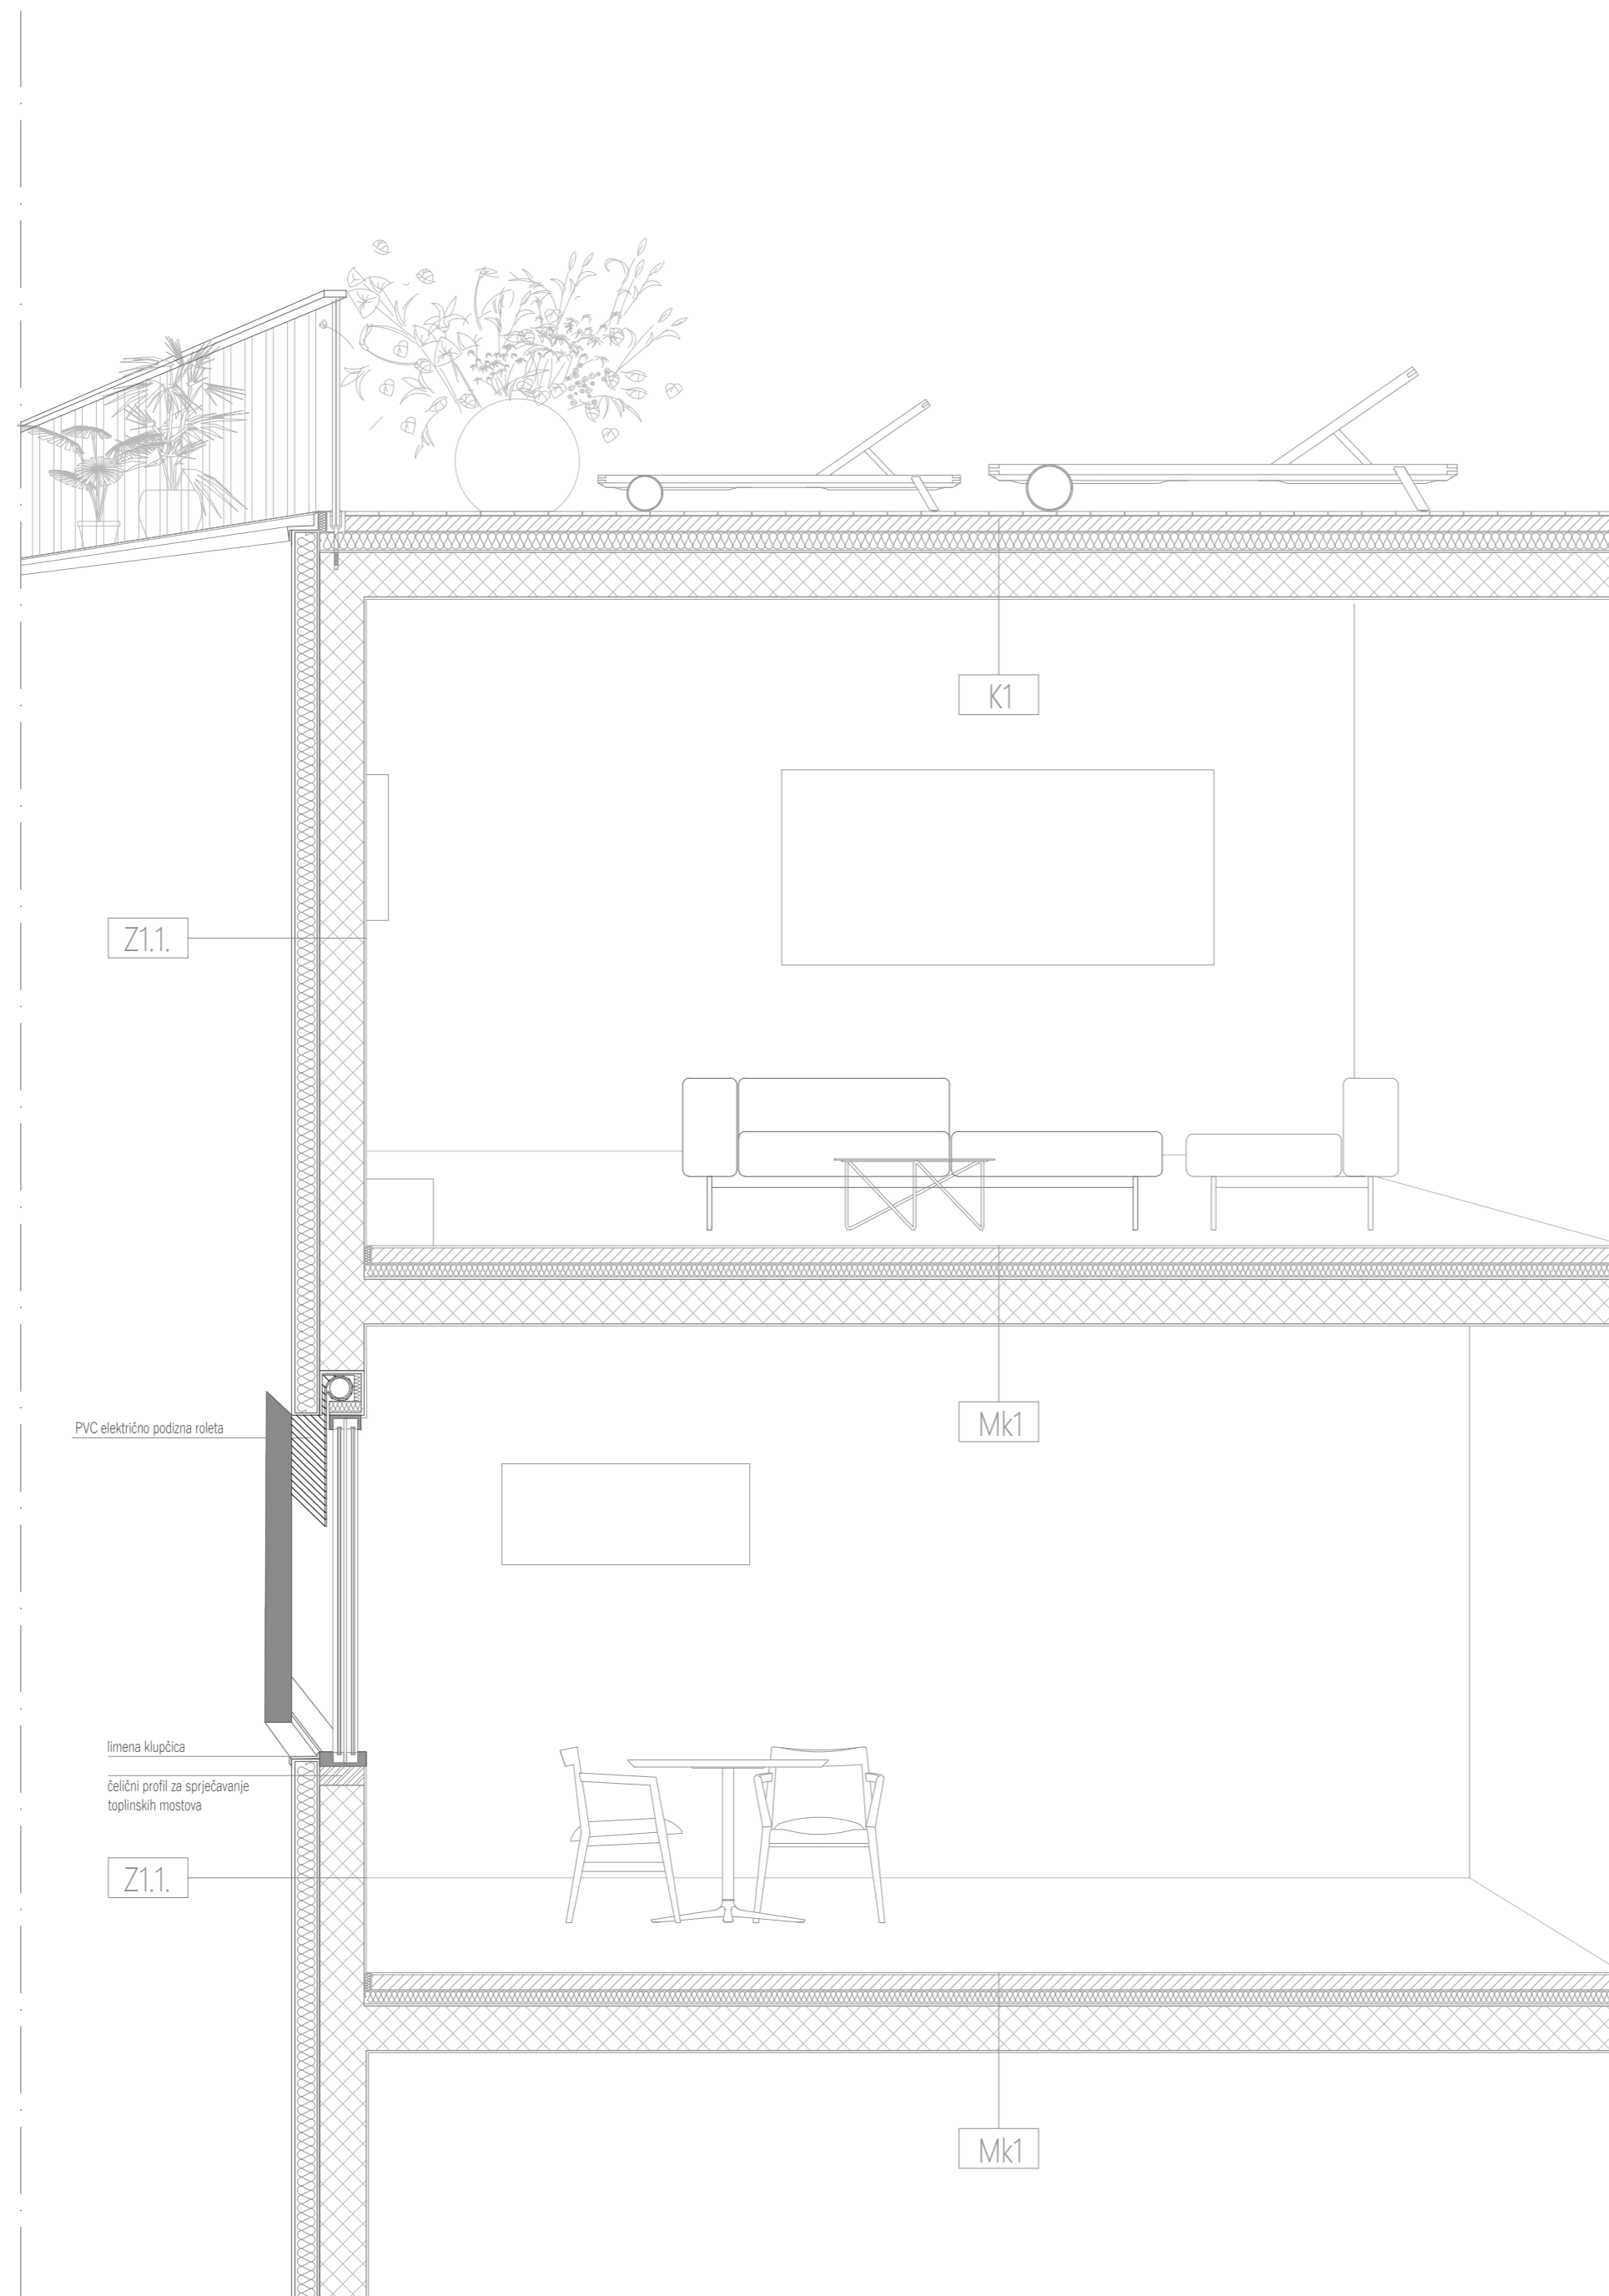 K1
Z1.1.
PVC električno podizna roleta
Mk1
limena klupčica
čelični profil za sprječavanje
toplinskih mostova
Z1.1.
Mk1